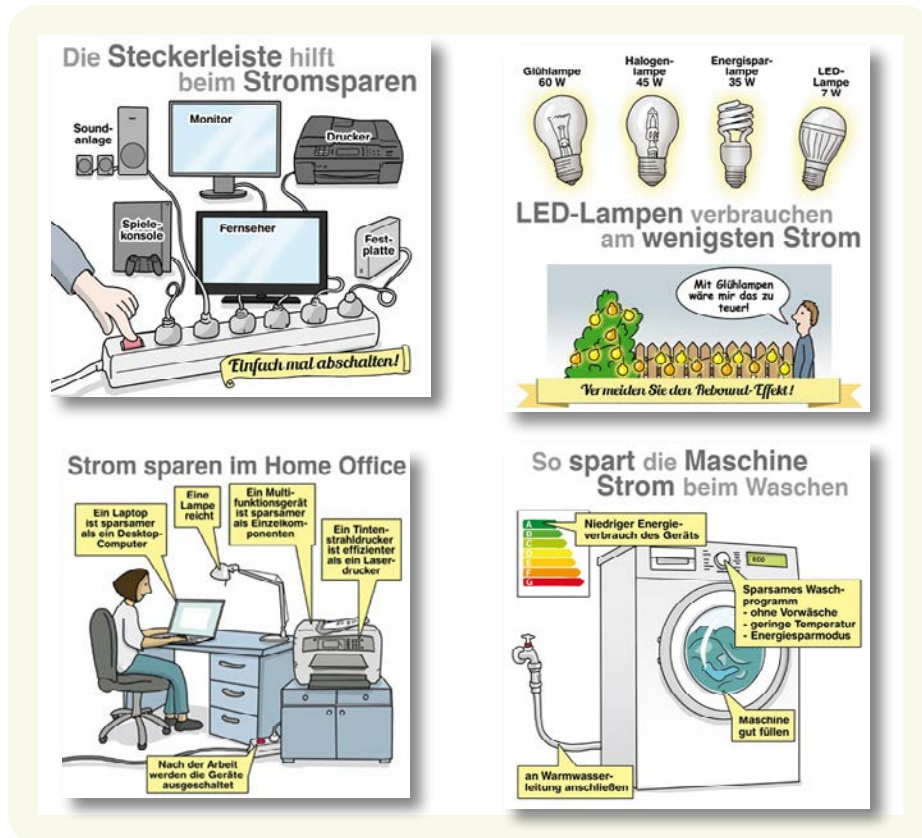 Die Steckerleiste hilft
beim Stromsparen
Sound-
anlage
Monitor
Drucker
Spiele-
konsole
Fernseher
Fest-
platte
Einfach mal abschalten!
Glühlampe
60 W
Halogen-
lampe
45 W
Energiespar-
lampe
35 W
LED-
Lampe
7 W
LED-Lampen verbrauchen
am wenigsten Strom
Mit Glühlampen
wäre mir das zu
teuer!
Vermeiden Sie den Rebound-Effekt!
Strom sparen im Home Office
Ein Laptop
ist sparsamer
als ein Desktop-
Computer
Eine
Lampe
reicht
Ein Multi-
funktionsgerät
ist sparsamer
als Einzelkom-
ponenten
Ein Tinten-
strahldrucker
ist effizienter
als ein Laser-
drucker
Nach der Arbeit
werden die Geräte
ausgeschaltet
So spart die Maschine
Strom beim Waschen
A
D
C
D
E
F
G
Niedriger Energie-
verbrauch des Geräts
ECO
Sparsames Wasch-
programm
- ohne Vorwäsche
- geringe Temperatur
- Energiesparmodus
Maschine
gut füllen
an Warmwasser-
leitung anschließen